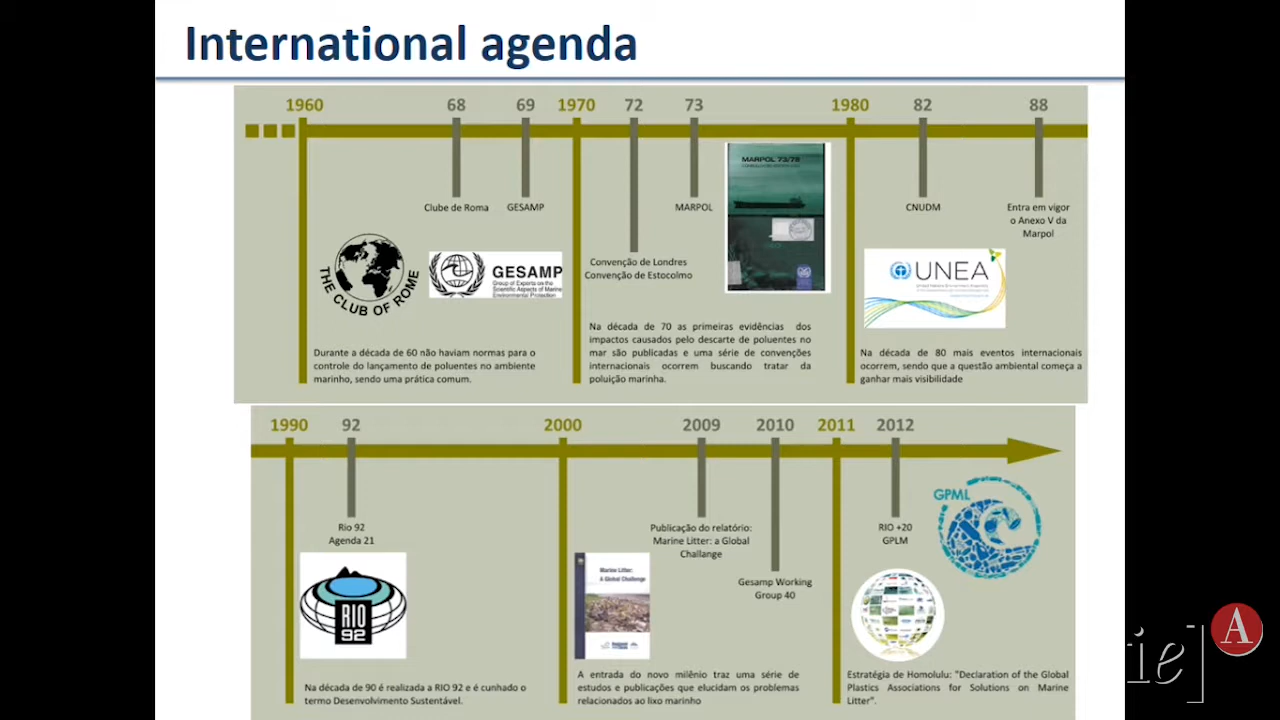 International agenda
1960 68 69 1970 72 73 1980 82 88
Clube de Roma
GESAMP
Convenção de Londres
Convenção de Estocolmo
MARPOL
MARPOL 73/78
CNUDM
Entra em vigor
o Anexo V da
Marpol
THE CLUB OF ROME
GESAMP
Group of Experts on the
Scientific Aspects of Marine
Environmental Protection
UNEA
United Nations Environment Assembly
Durante a década de 60 não haviam normas para o
controle do lançamento de poluentes no ambiente
marinho, sendo uma prática comum.
Na década de 70 as primeiras evidências dos
impactos causados pelo descarte de poluentes no
mar são publicadas e uma série de convenções
internacionais ocorrem buscando tratar da
poluição marinha.
Na década de 80 mais eventos internacionais
ocorrem, sendo que a questão ambiental começa a
ganhar mais visibilidade
1990 92 2000 2009 2010 2011 2012
Rio 92
Agenda 21
Publicação do relatório:
Marine Litter: a Global
Challange
Gesamp Working
Group 40
RIO +20
GPLM
GPML
RIO
92
Marine Litter:
A Global Challenge
Na década de 90 é realizada a RIO 92 e é cunhado o
termo Desenvolvimento Sustentável.
A entrada do novo milênio traz uma série de
estudos e publicações que elucidam os problemas
relacionados ao lixo marinho
Estratégia de Homolulu: "Declaration of the Global
Plastics Associations for Solutions on Marine
Litter".
ie]
A